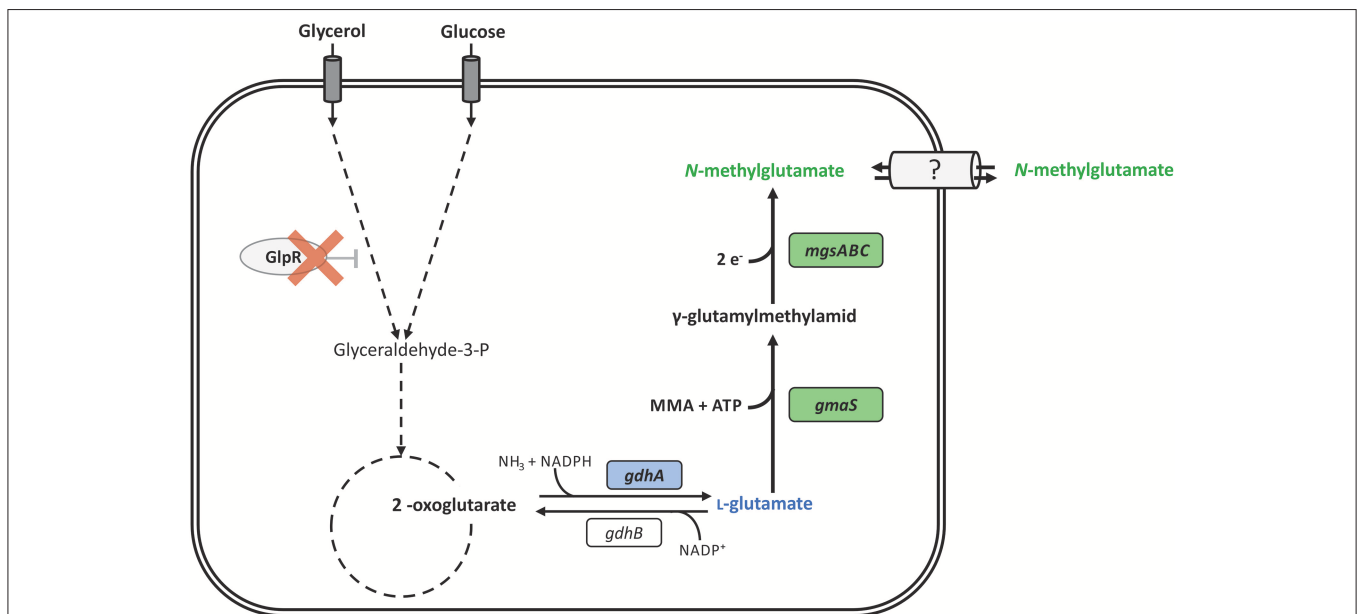 Glycerol
Glucose
N-methylglutamate
?
N-methylglutamate
GlpR
2 e-
mgsABC
γ-glutamylmethylamid
Glyceraldehyde-3-P
MMA + ATP
gmaS
NH3 + NADPH
gdhA
2 -oxoglutarate
L-glutamate
gdhB
NADP+